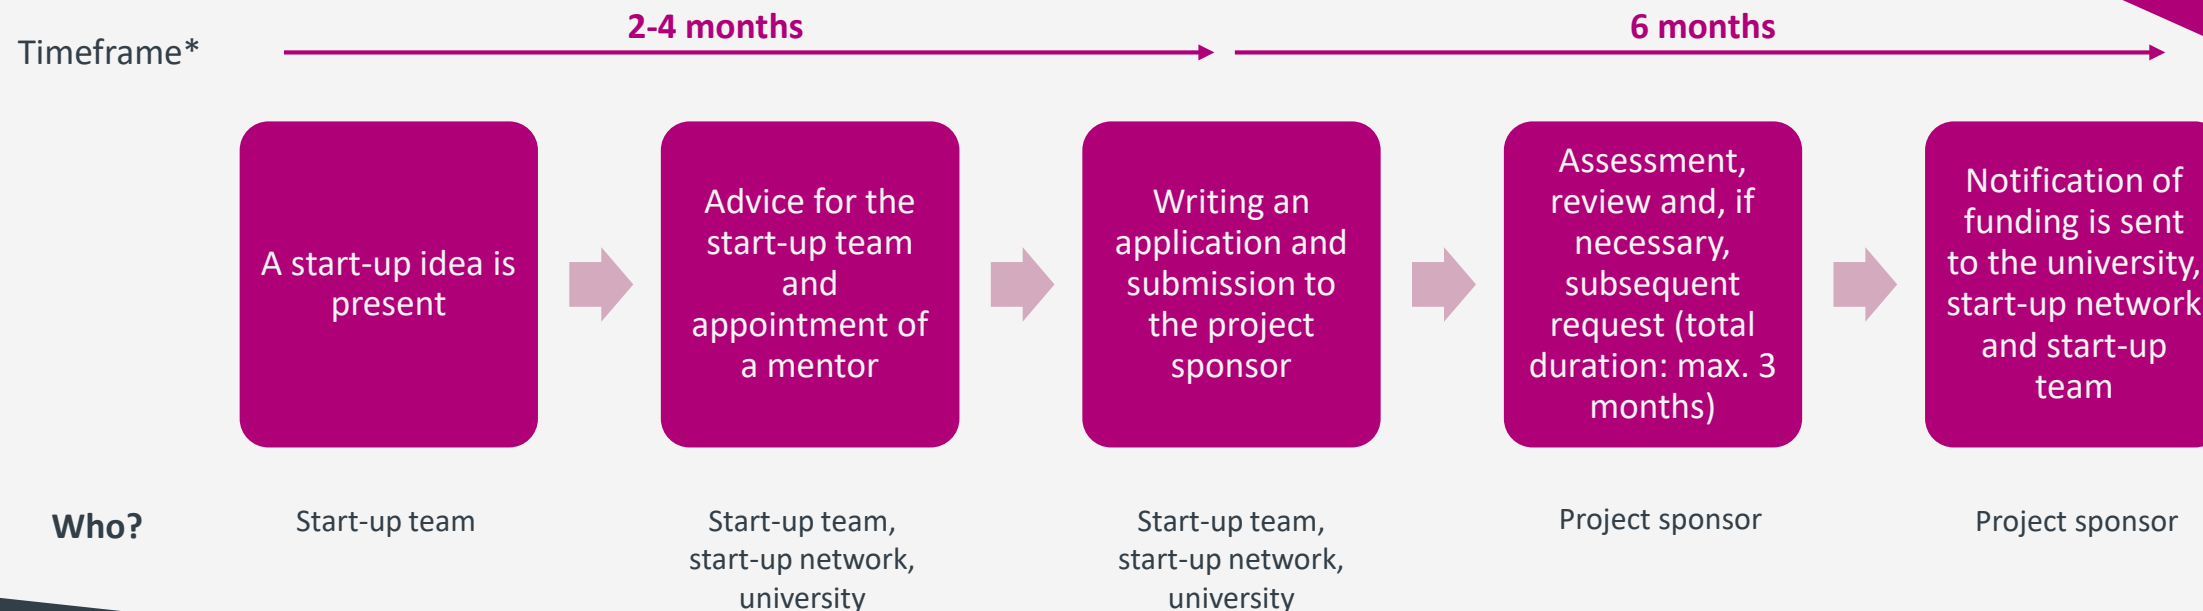 Timeframe*
2-4 months
6 months
A start-up idea is
present
Advice for the
start-up team
and
appointment of
a mentor
Writing an
application and
submission to
the project
sponsor
Assessment,
review and, if
necessary,
subsequent
request (total
duration: max. 3
months)
Notification of
funding is sent
to the university,
start-up network
and start-up
team
Who?
Start-up team
Start-up team,
start-up network,
university
Start-up team,
start-up network,
university
Project sponsor
Project sponsor